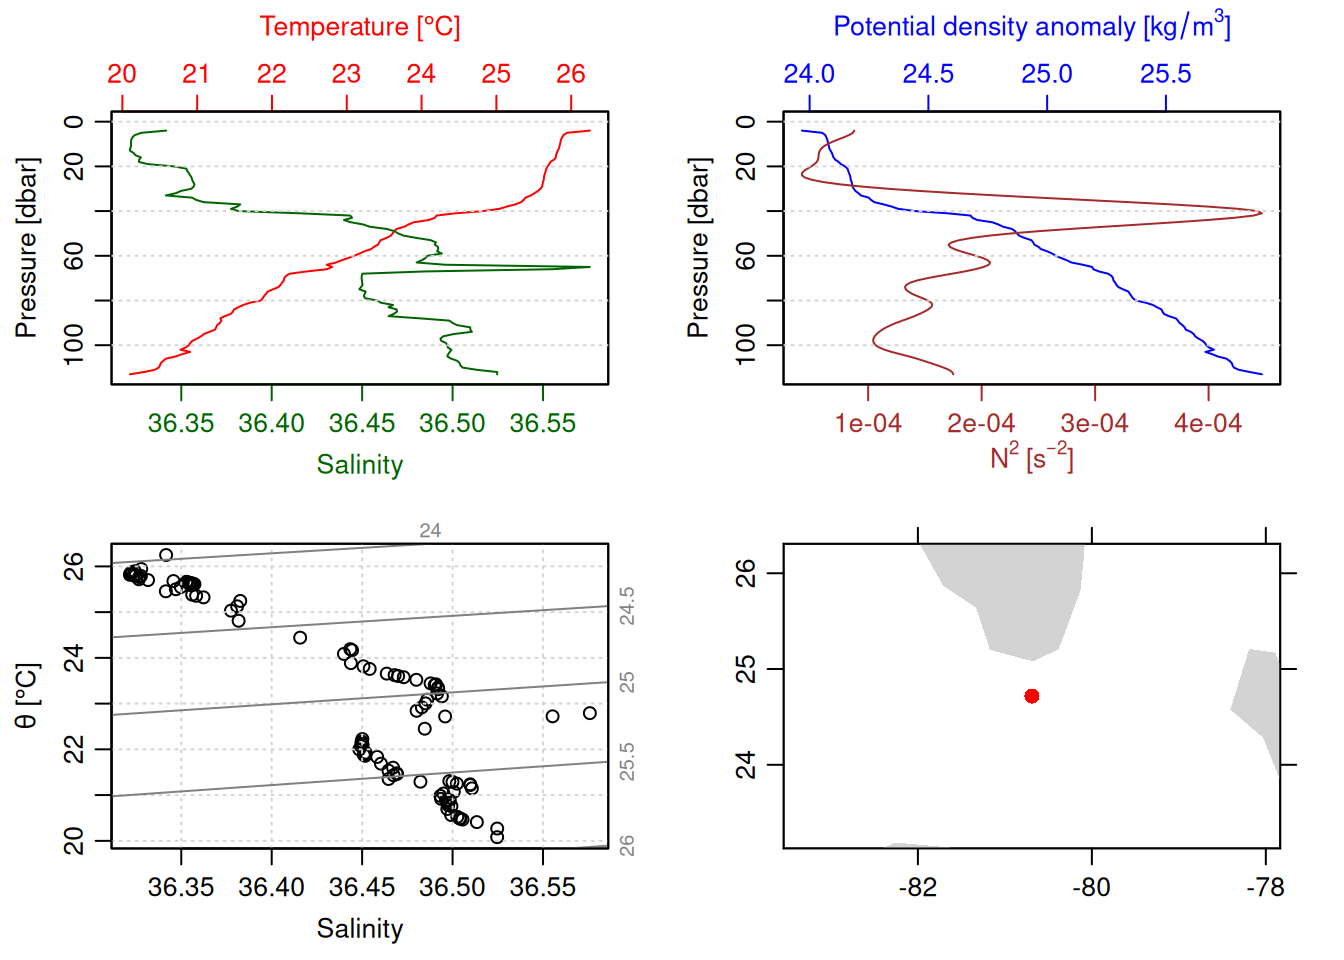 Temperature [°C]
20 21 22 23 24 25 26
Pressure [dbar]
0
20
60
100
36.35 36.40 36.45 36.50 36.55
Salinity
Potential density anomaly [kg/m³]
24.0 24.5 25.0 25.5
Pressure [dbar]
0
20
60
100
1e-04 2e-04 3e-04 4e-04
N² [s⁻²]
24
θ [°C]
26
24
22
20
24.5
25
25.5
26
36.35 36.40 36.45 36.50 36.55
Salinity
26
25
24
-82 -80 -78